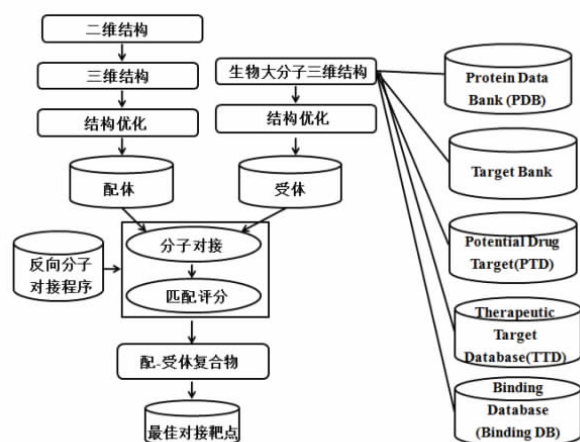 二维结构
三维结构
结构优化
配体
生物大分子三维结构
结构优化
受体
反向分子
对接程序
分子对接
匹配评分
配-受体复合物
最佳对接靶点
Protein Data
Bank (PDB)
Target Bank
Potential Drug
Target(PTD)
Therapeutic
Target
Database(TTD)
Binding
Database
(Binding DB)